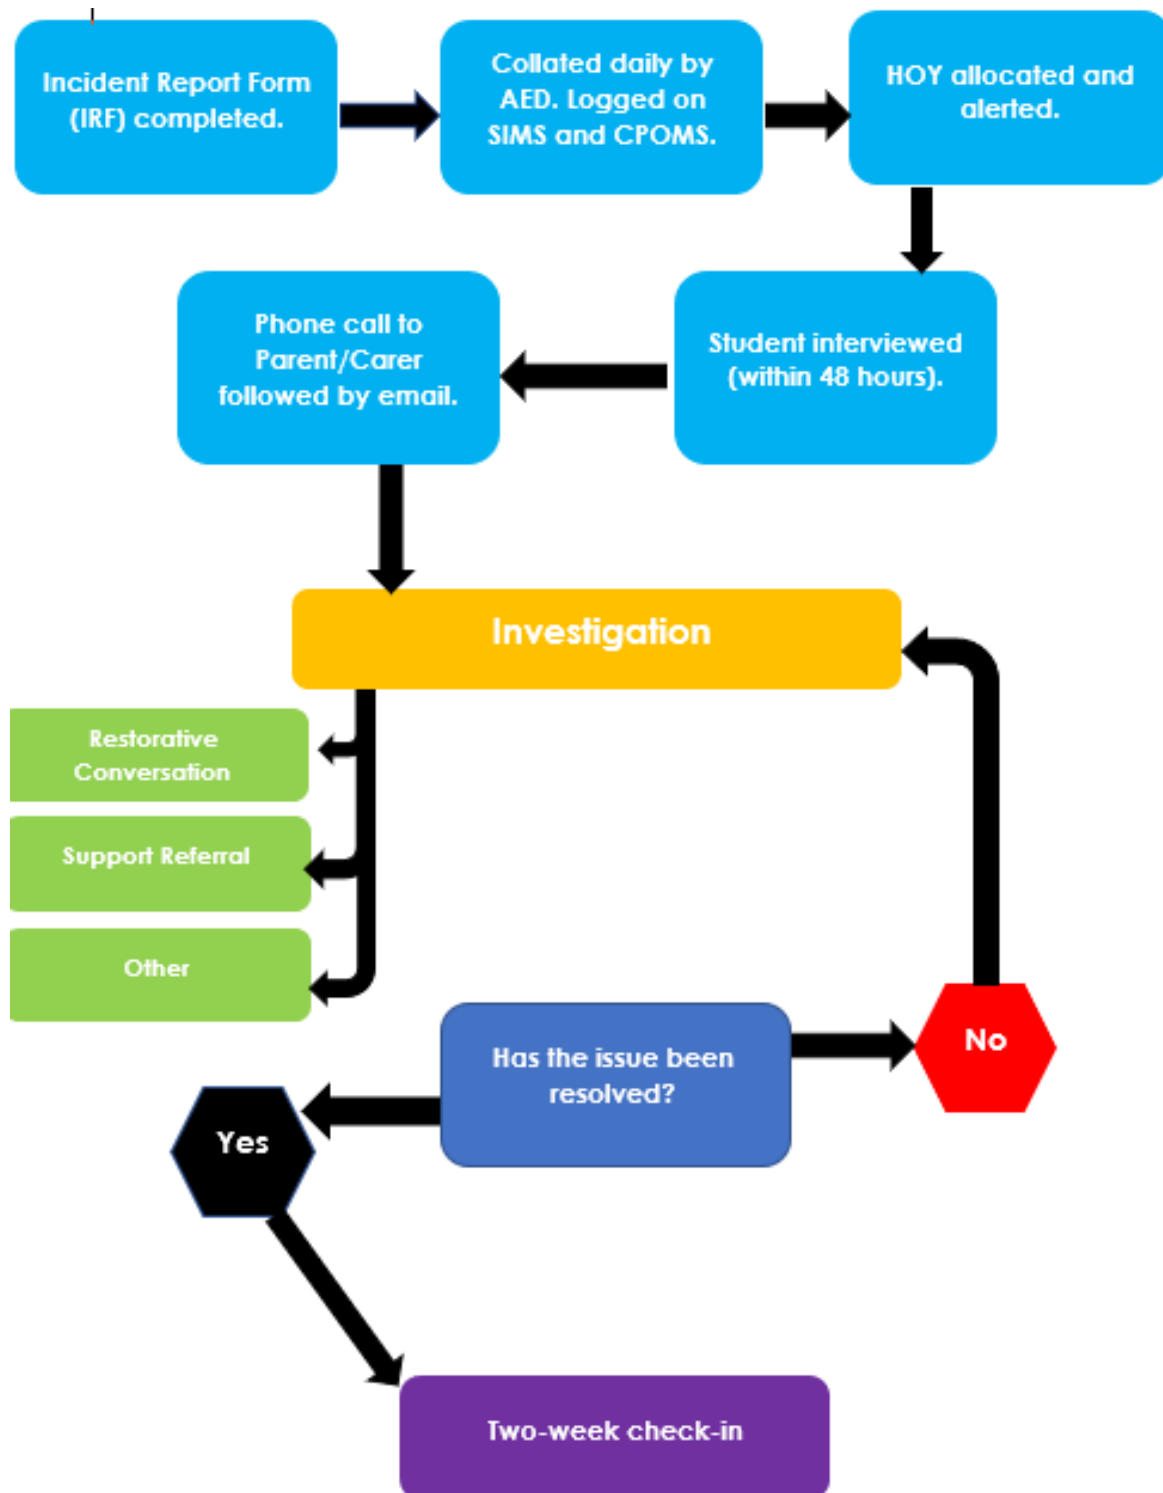 Incident Report Form
(IRF) completed.
Collated daily by
AED. Logged on
SIMS and CPOMS.
HOY allocated and
alerted.
Student interviewed
(within 48 hours).
Phone call to
Parent/Carer
followed by email.
Investigation
Restorative
Conversation
Support Referral
Other
Has the issue been
resolved?
No
Yes
Two-week check-in